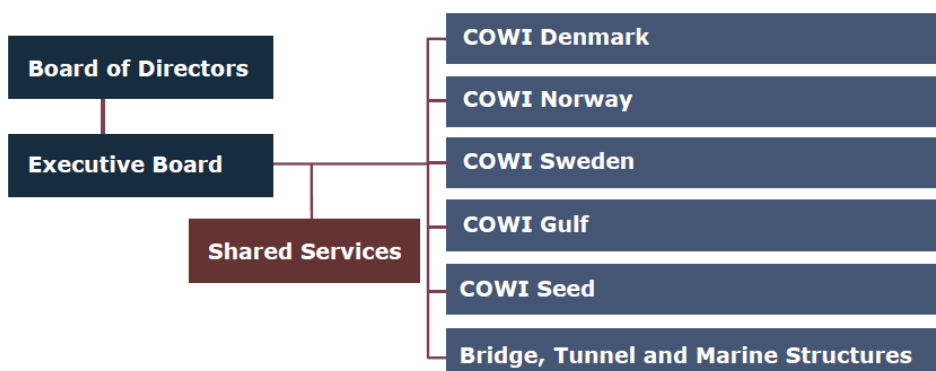 Board of Directors
Executive Board
Shared Services
COWI Denmark
COWI Norway
COWI Sweden
COWI Gulf
COWI Seed
Bridge, Tunnel and Marine Structures